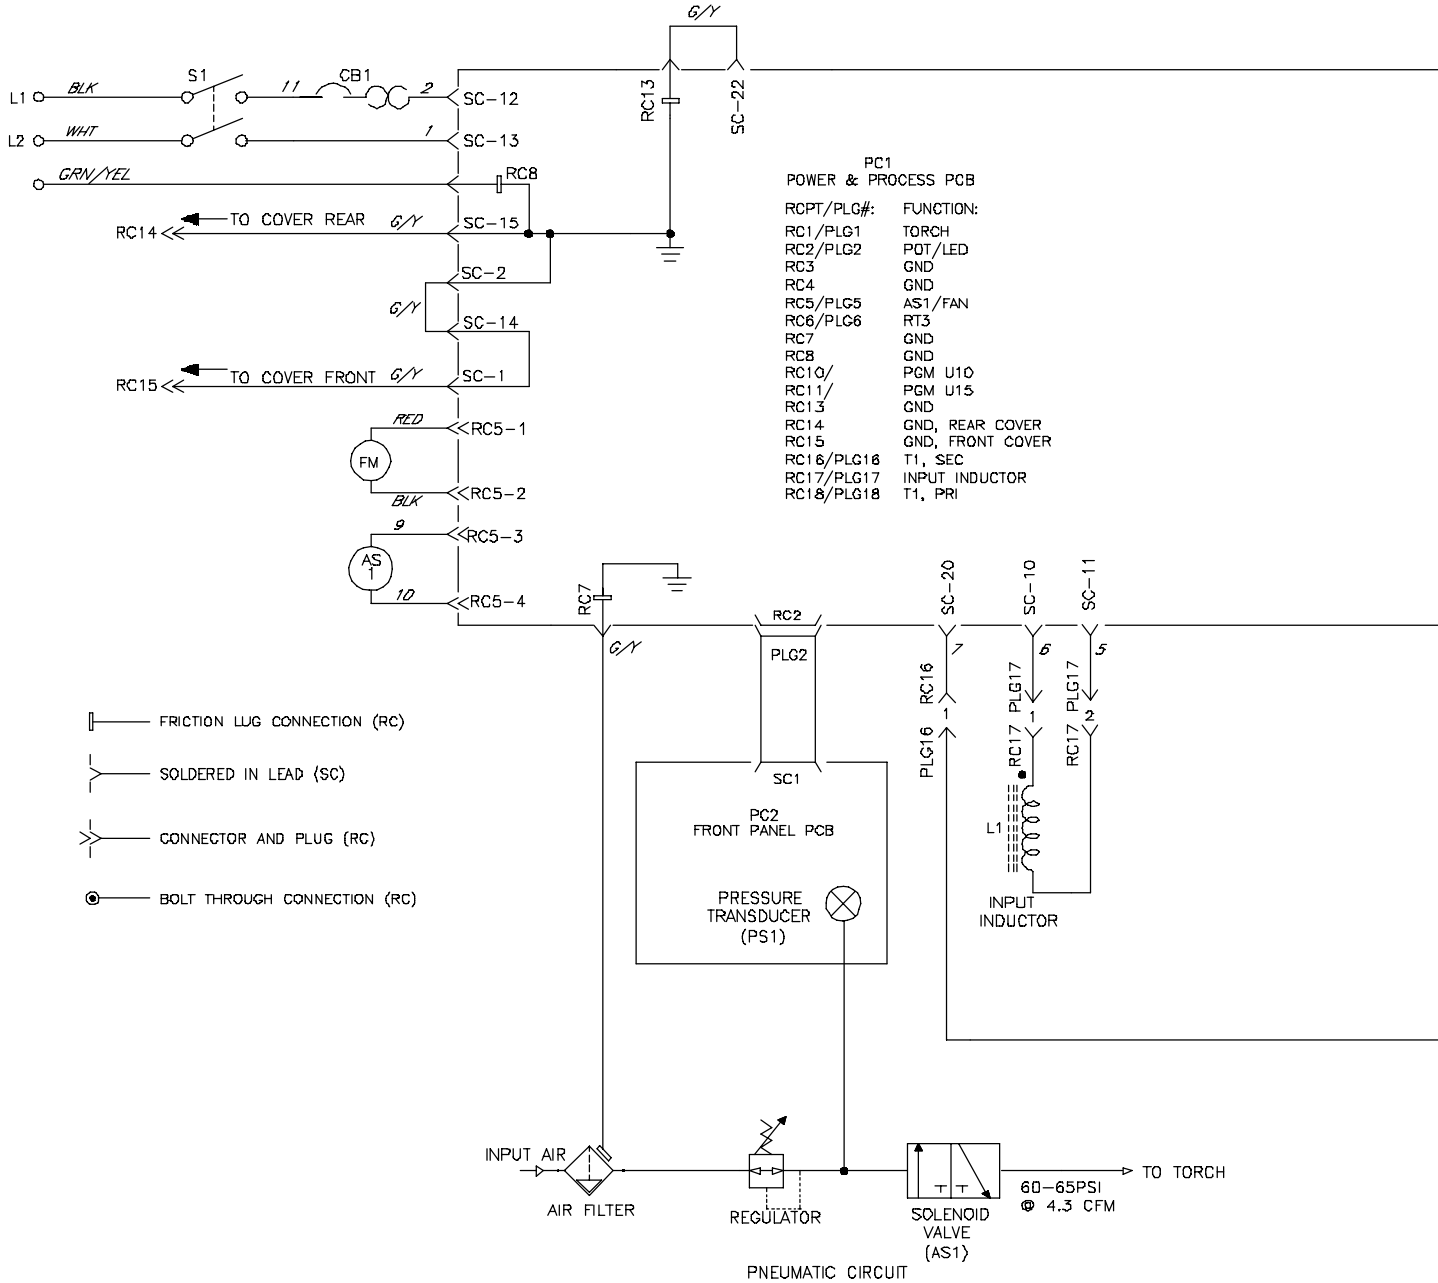 G/Y
L1
BLK
S1
11
CB1
2
SC-12
RC13
SC-22
L2
WHT
1
SC-13
GRN/YEL
RC8
TO COVER REAR
G/Y
SC-15
RC14
SC-2
G/Y
SC-14
TO COVER FRONT
G/Y
SC-1
RC15
RED
RC5-1
FM
RC5-2
BLK
9
RC5-3
AS
1
10
RC5-4
PC1
POWER & PROCESS PCB
RCPT/PLG#: FUNCTION:
RC1/PLG1 TORCH
RC2/PLG2 POT/LED
RC3 GND
RC4 GND
RC5/PLG5 AS1/FAN
RC6/PLG6 RT3
RC7 GND
RC8 GND
RC10/ PGM U10
RC11/ PGM U15
RC13 GND
RC14 GND, REAR COVER
RC15 GND, FRONT COVER
RC16/PLG16 T1, SEC
RC17/PLG17 INPUT INDUCTOR
RC18/PLG18 T1, PRI
RC7
G/Y
RC2
PLG2
SC-20
SC-10
SC-11
7
6
5
RC16
PLG17
PLG17
1
1
2
PLG16
RC17
RC17
L1
INPUT
INDUCTOR
FRICTION LUG CONNECTION (RC)
SOLDERED IN LEAD (SC)
CONNECTOR AND PLUG (RC)
BOLT THROUGH CONNECTION (RC)
SC1
PC2
FRONT PANEL PCB
PRESSURE
TRANSDUCER
(PS1)
INPUT AIR
AIR FILTER
REGULATOR
SOLENOID
VALVE
(AS1)
TO TORCH
60-65PSI
@ 4.3 CFM
PNEUMATIC CIRCUIT